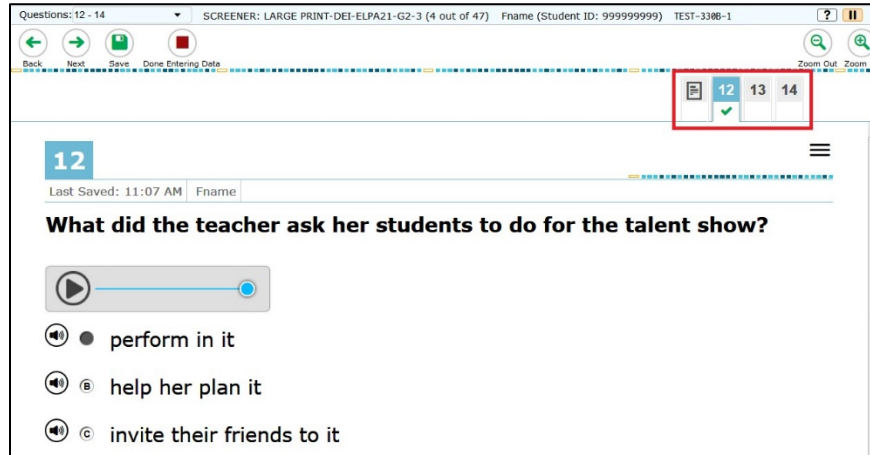 Questions: 12 - 14 SCREENER: LARGE PRINT-DEI-ELPA21-G2-3 (4 out of 47) Fname (Student ID: 999999999) TEST-330B-1 ?
Back Next Save Done Entering Data Zoom Out Zoom
12 13 14
12
Last Saved: 11:07 AM Fname
What did the teacher ask her students to do for the talent show?
perform in it
B help her plan it
C invite their friends to it